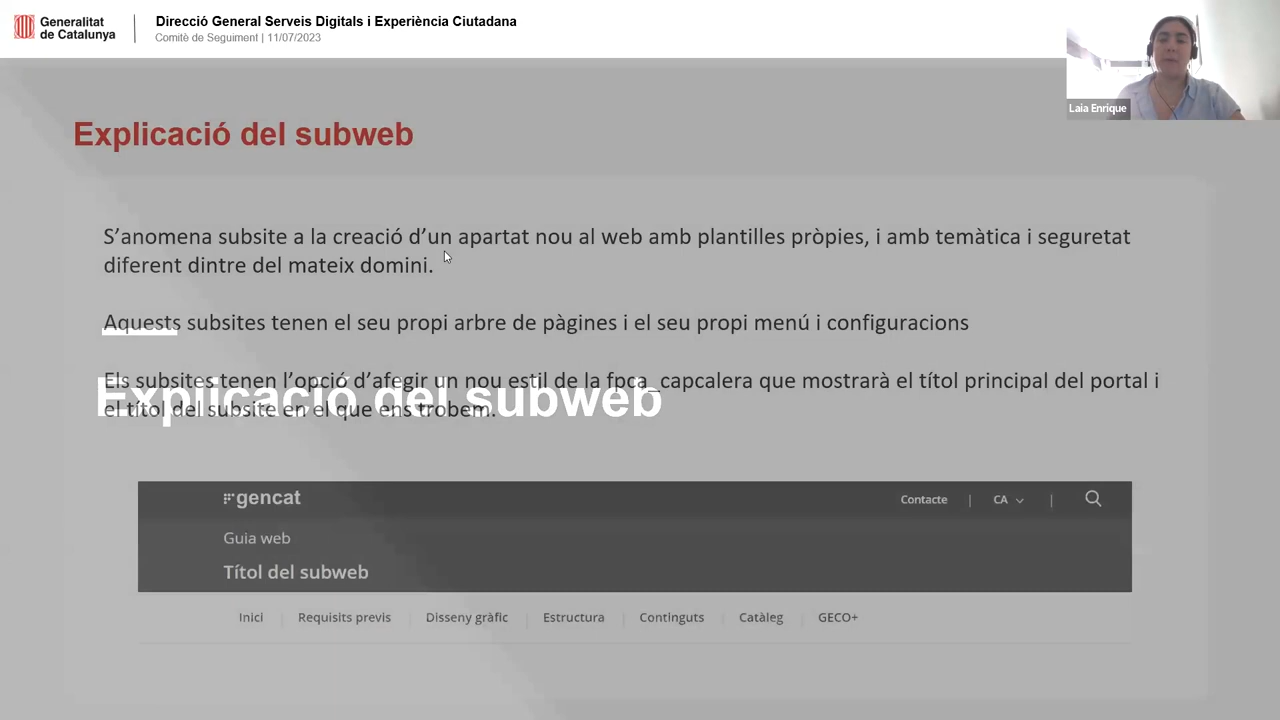 Generalitat
de Catalunya
Direcció General Serveis Digitals i Experiència Ciutadana
Comitè de Seguiment | 11/07/2023
Laia Enrique
Explicació del subweb
S’anomena subsite a la creació d’un apartat nou al web amb plantilles pròpies, i amb temàtica i seguretat
diferent dintre del mateix domini.
Aquests subsites tenen el seu propi arbre de pàgines i el seu propi menú i configuracions
Els subsites tenen l’opció d’afegir un nou estil de la fpca_capcalera que mostrarà el títol principal del portal i
el títol del subsite en el que ens trobem.
Explicació del subweb
gencat
Contacte | CA |
Guia web
Títol del subweb
Inici | Requisits previs | Disseny gràfic | Estructura | Continguts | Catàleg | GECO+